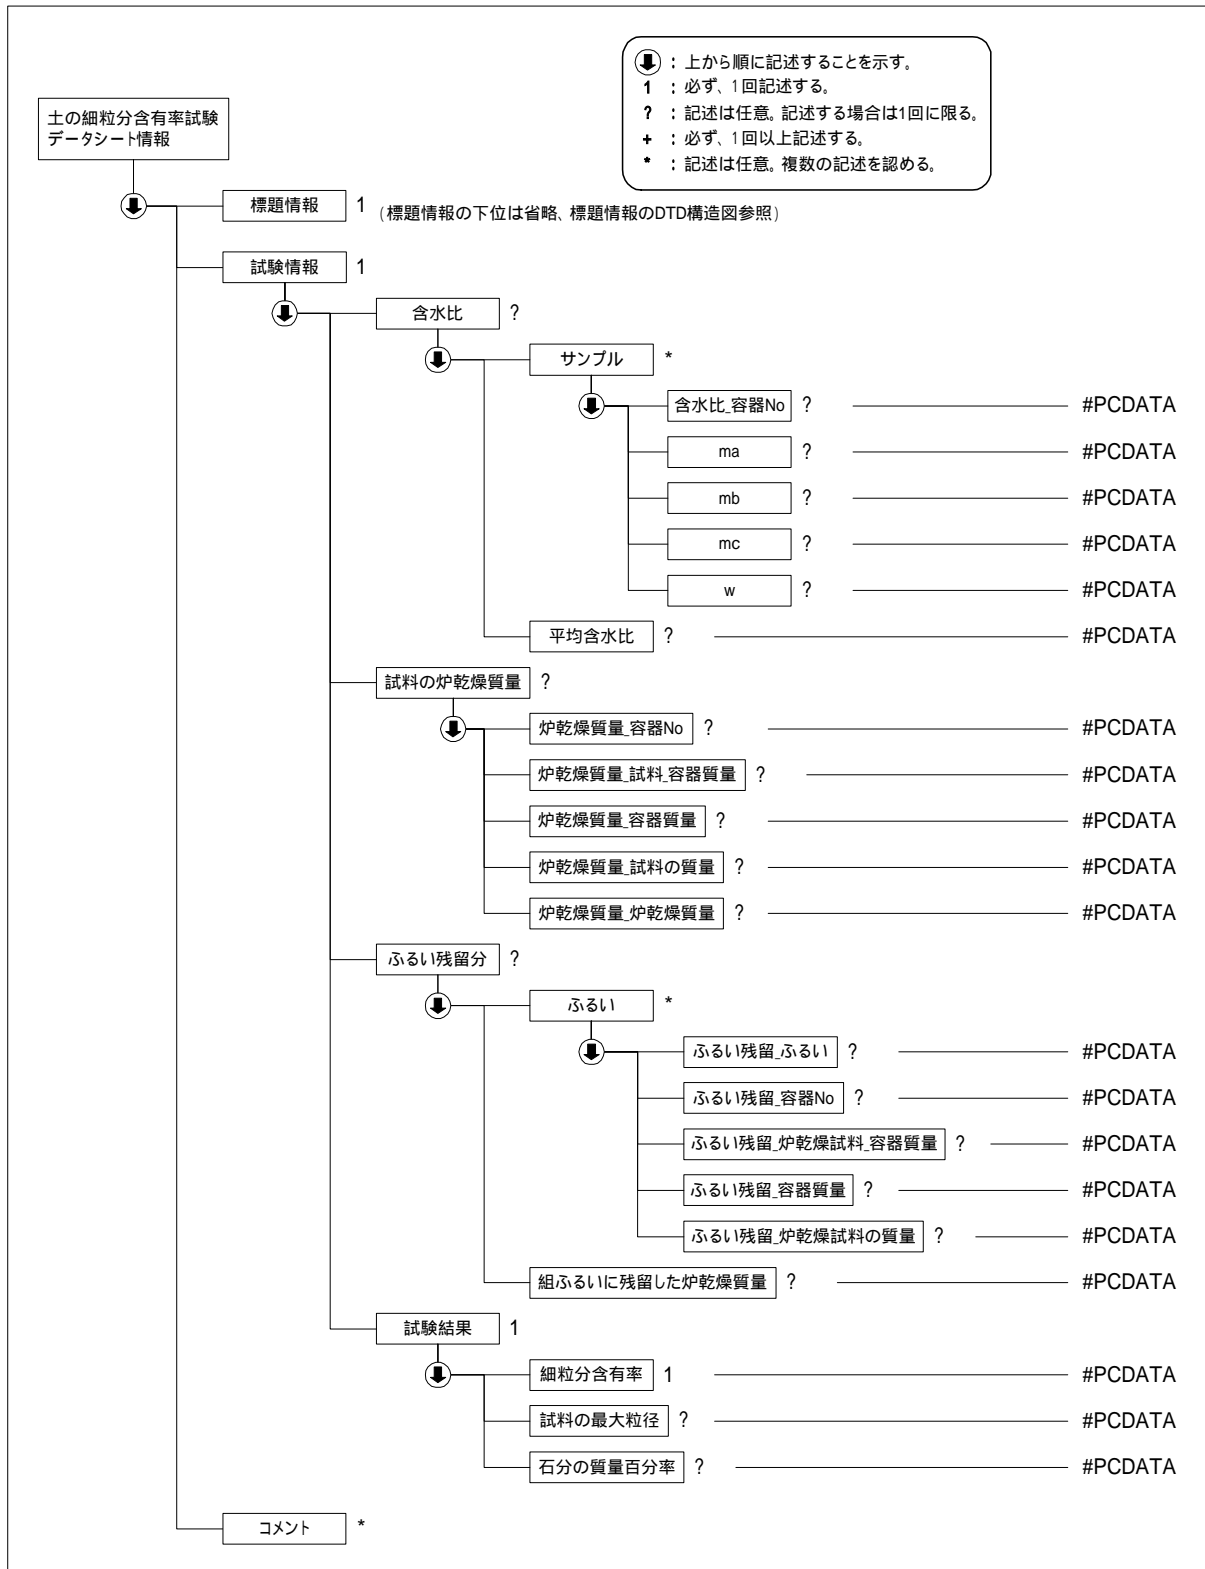 ：上から順に記述することを示す。
1：必ず、1回記述する。
?：記述は任意。記述する場合は1回に限る。
+：必ず、1回以上記述する。
*：記述は任意。複数の記述を認める。
土の細粒分含有率試験
データシート情報
標題情報 1 (標題情報の下位は省略、標題情報のDTD構造図参照)
試験情報 1
含水比 ?
サンプル *
含水比_容器No ? #PCDATA
ma ? #PCDATA
mb ? #PCDATA
mc ? #PCDATA
w ? #PCDATA
平均含水比 ? #PCDATA
試料の炉乾燥質量 ?
炉乾燥質量_容器No ? #PCDATA
炉乾燥質量_試料_容器質量 ? #PCDATA
炉乾燥質量_容器質量 ? #PCDATA
炉乾燥質量_試料の質量 ? #PCDATA
炉乾燥質量_炉乾燥質量 ? #PCDATA
ふるい残留分 ?
ふるい *
ふるい残留_ふるい ? #PCDATA
ふるい残留_容器No ? #PCDATA
ふるい残留_炉乾燥試料_容器質量 ? #PCDATA
ふるい残留_容器質量 ? #PCDATA
ふるい残留_炉乾燥試料の質量 ? #PCDATA
組ふるいに残留した炉乾燥質量 ? #PCDATA
試験結果 1
細粒分含有率 1 #PCDATA
試料の最大粒径 ? #PCDATA
石分の質量百分率 ? #PCDATA
コメント *